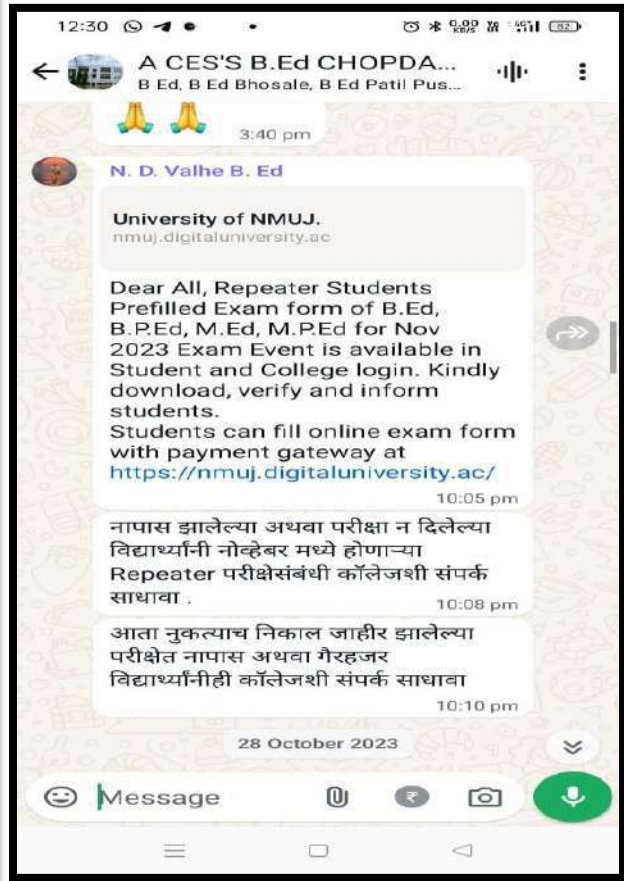 12:30
0.00 KB/S
82
A CES'S B.Ed CHOPDA...
B Ed, B Ed Bhosale, B Ed Patil Pus...
3:40 pm
N. D. Valhe B. Ed
University of NMUJ.
nmuj.digitaluniversity.ac
Dear All, Repeater Students
Prefilled Exam form of B.Ed,
B.P.Ed, M.Ed, M.P.Ed for Nov
2023 Exam Event is available in
Student and College login. Kindly
download, verify and inform
students.
Students can fill online exam form
with payment gateway at
https://nmuj.digitaluniversity.ac/
10:05 pm
नापास झालेल्या अथवा परीक्षा न दिलेल्या
विद्यार्थ्यांनी नोव्हेबर मध्ये होणाऱ्या
Repeater परीक्षेसंबंधी कॉलेजशी संपर्क
साधावा .
10:08 pm
आता नुकत्याच निकाल जाहीर झालेल्या
परीक्षेत नापास अथवा गैरहजर
विद्यार्थ्यांनीही कॉलेजशी संपर्क साधावा
10:10 pm
28 October 2023
Message